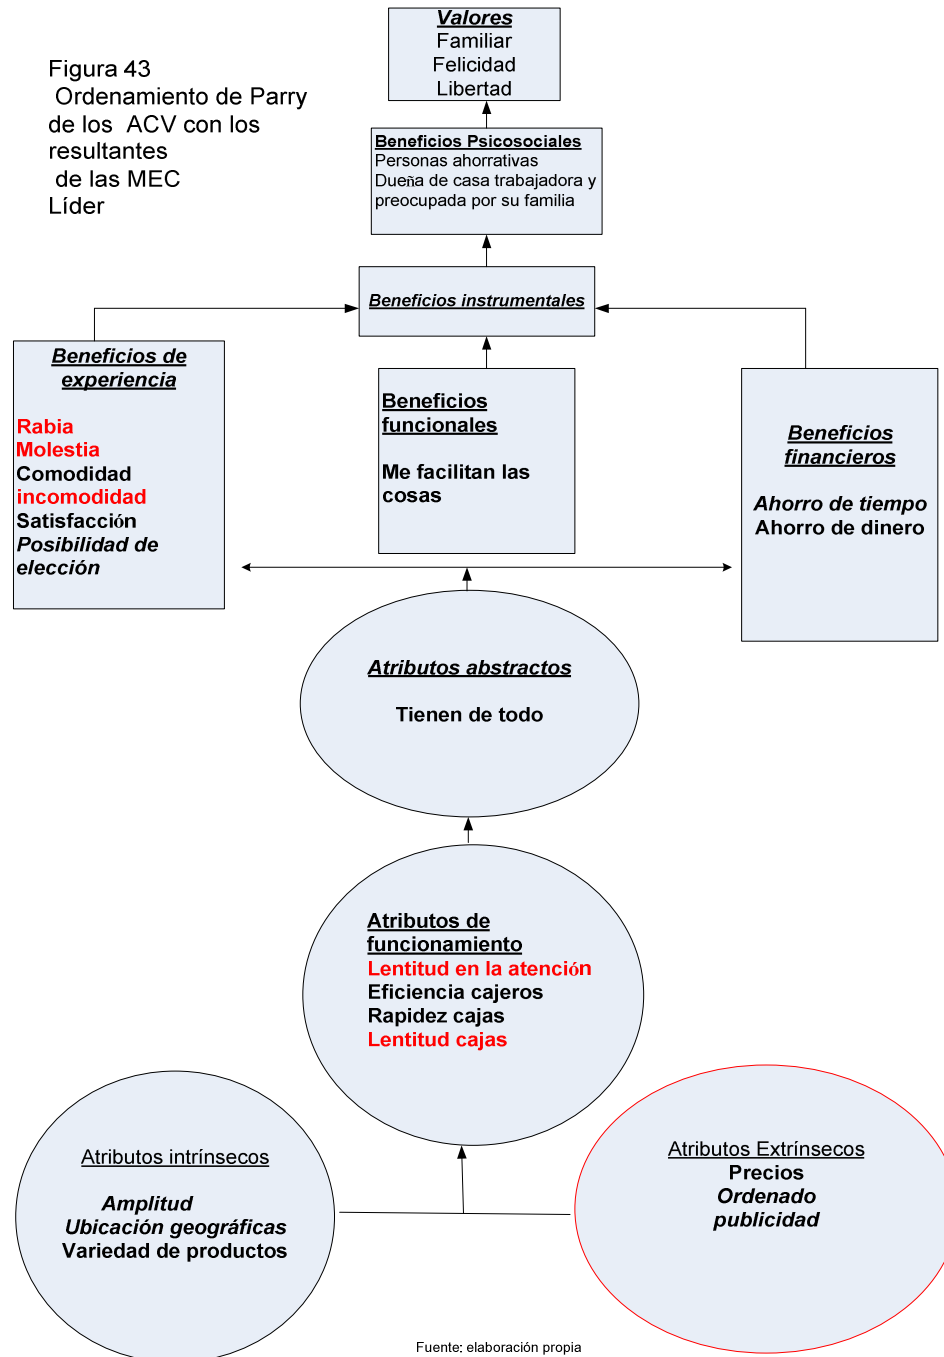 Figura 43
Ordenamiento de Parry
de los ACV con los
resultantes
de las MEC
Líder
Valores
Familiar
Felicidad
Libertad
Beneficios Psicosociales
Personas ahorrativas
Dueña de casa trabajadora y
preocupada por su familia
Beneficios instrumentales
Beneficios de
experiencia
Rabia
Molestia
Comodidad
incomodidad
Satisfacción
Posibilidad de
elección
Beneficios
funcionales
Me facilitan las
cosas
Beneficios
financieros
Ahorro de tiempo
Ahorro de dinero
Atributos abstractos
Tienen de todo
Atributos de
funcionamiento
Lentitud en la atención
Eficiencia cajeros
Rapidez cajas
Lentitud cajas
Atributos intrínsecos
Amplitud
Ubicación geográficas
Variedad de productos
Atributos Extrínsecos
Precios
Ordenado
publicidad
Fuente: elaboración propia